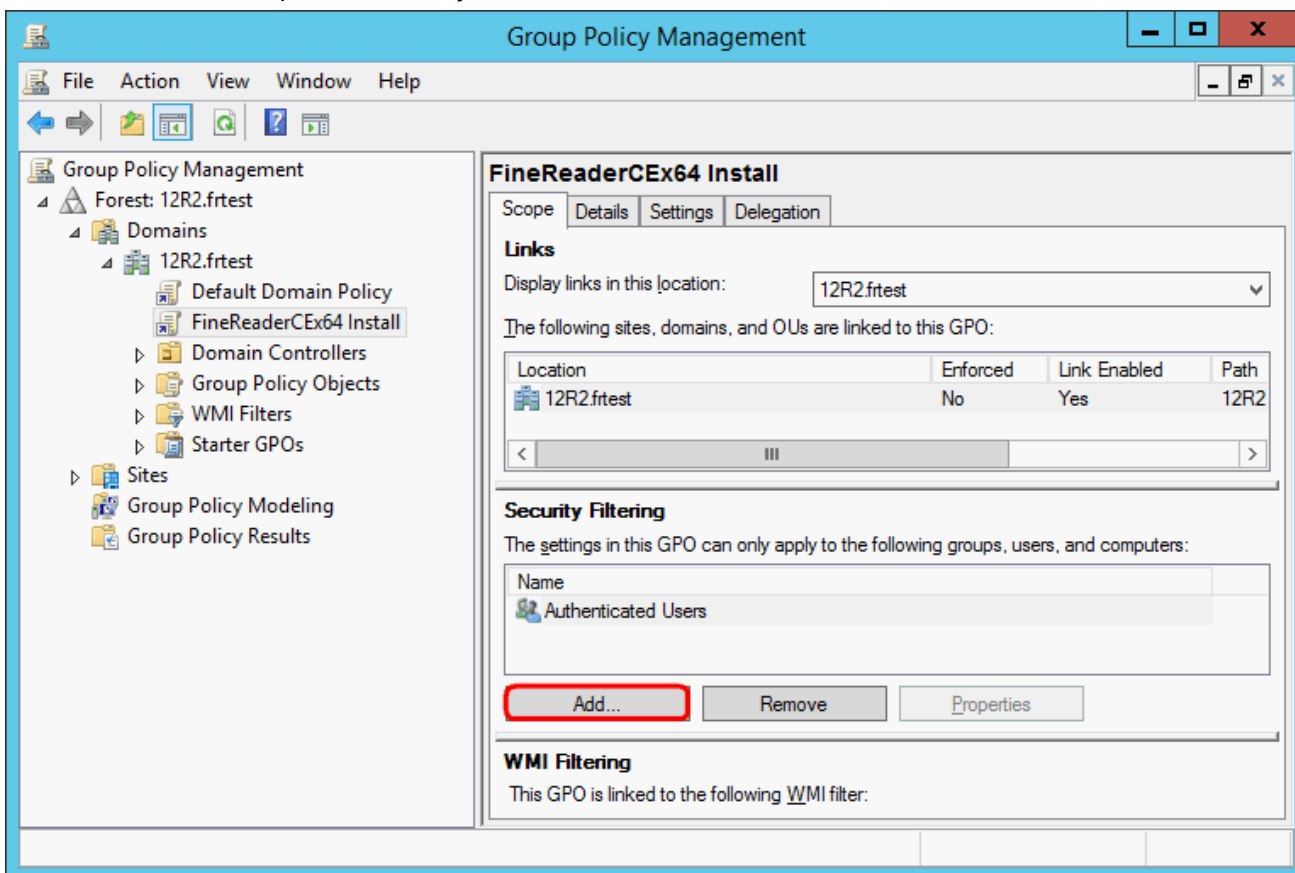 Group Policy Management
File Action View Window Help
Group Policy Management
Forest: 12R2.frtest
Domains
12R2.frtest
Default Domain Policy
FineReaderCEx64 Install
Domain Controllers
Group Policy Objects
WMI Filters
Starter GPOs
Sites
Group Policy Modeling
Group Policy Results
FineReaderCEx64 Install
Scope Details Settings Delegation
Links
Display links in this location: 12R2.frtest
The following sites, domains, and OUs are linked to this GPO:
Location Enforced Link Enabled Path
12R2.frtest No Yes 12R2
Security Filtering
The settings in this GPO can only apply to the following groups, users, and computers:
Name
Authenticated Users
Add... Remove Properties
WMI Filtering
This GPO is linked to the following WMI filter: